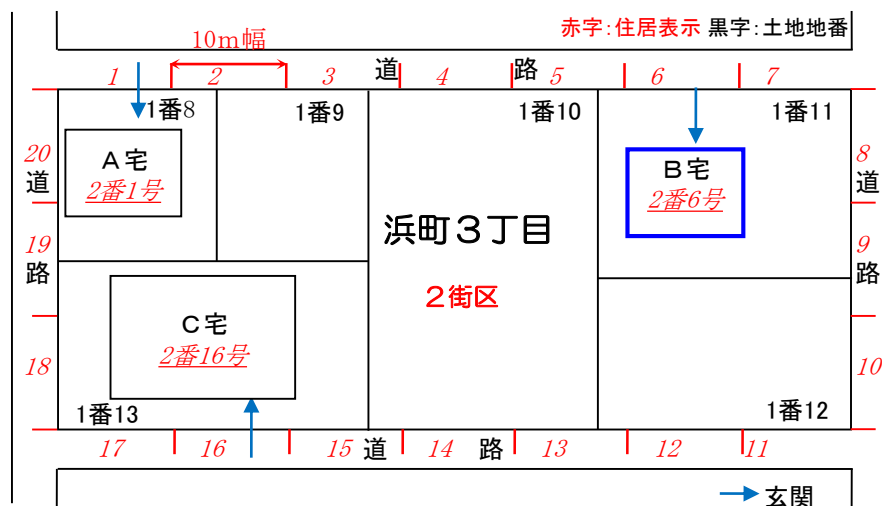 赤字:住居表示 黒字:土地地番
10m幅
1 2 3 道 4 路 5 6 7
1番8 1番9 1番10 1番11
20 A宅 B宅 8
道 2番1号 2番6号 道
19 浜町3丁目 9
路 路
2街区
C宅
18 2番16号 10
1番13 1番12
17 16 15 道 14 路 13 12 11
玄関